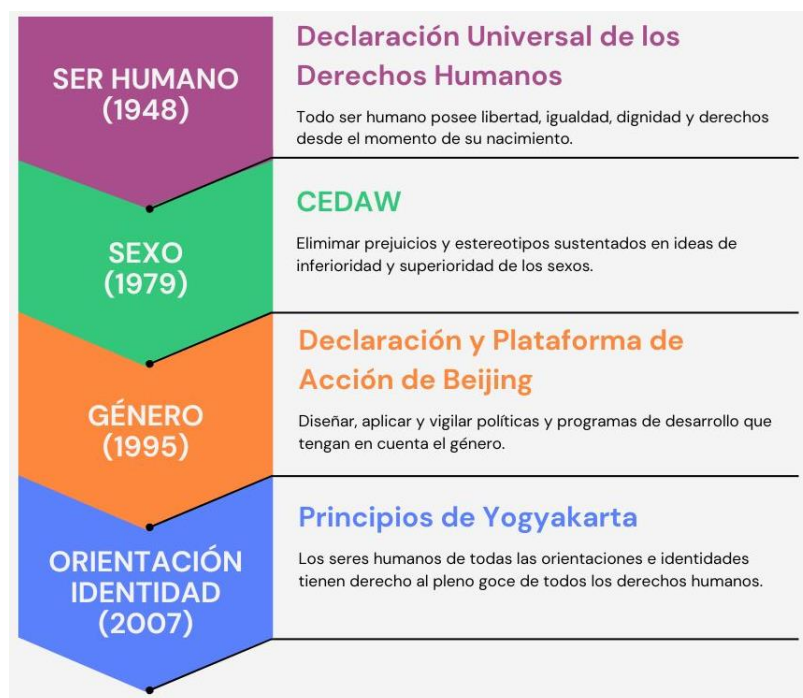 SER HUMANO
(1948)
Declaración Universal de los
Derechos Humanos
Todo ser humano posee libertad, igualdad, dignidad y derechos
desde el momento de su nacimiento.
SEXO
(1979)
CEDAW
Elimimar prejuicios y estereotipos sustentados en ideas de
inferioridad y superioridad de los sexos.
GÉNERO
(1995)
Declaración y Plataforma de
Acción de Beijing
Diseñar, aplicar y vigilar políticas y programas de desarrollo que
tengan en cuenta el género.
ORIENTACIÓN
IDENTIDAD
(2007)
Principios de Yogyakarta
Los seres humanos de todas las orientaciones e identidades
tienen derecho al pleno goce de todos los derechos humanos.